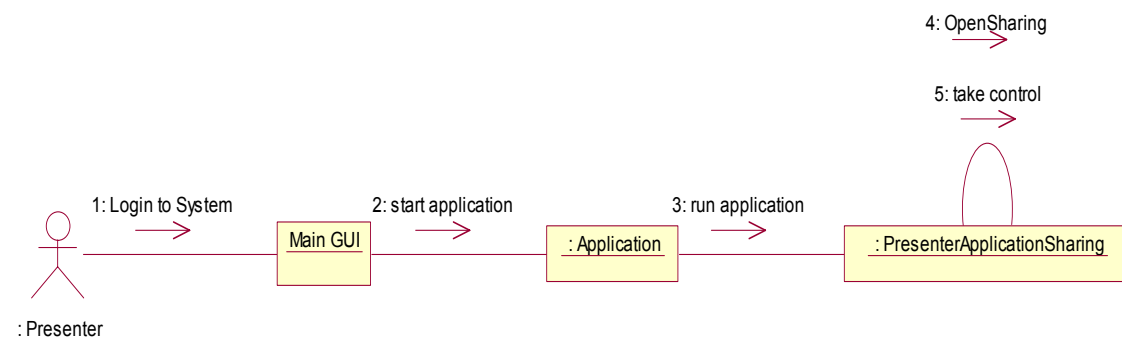 4: OpenSharing
5: take control
1: Login to System
2: start application
3: run application
Main GUI
: Application
: PresenterApplicationSharing
: Presenter